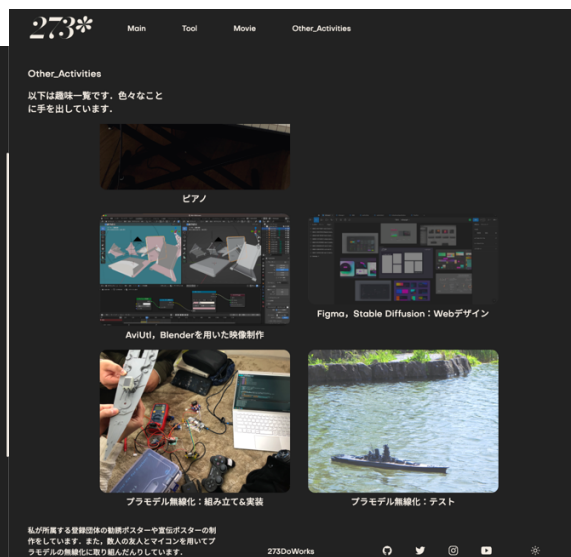 273*
Main
Tool
Movie
Other_Activities
Other_Activities
以下は趣味一覧です．色々なこと
に手を出しています．
ピアノ
AviUtl，Blenderを用いた映像制作
Figma，Stable Diffusion：Webデザイン
プラモデル無線化：組み立て&実装
プラモデル無線化：テスト
私が所属する登録団体の勧誘ポスターや宣伝ポスターの制
作をしています．また，数人の友人とマイコンを用いてプ
ラモデルの無線化に取り組んだりしています．
273DoWorks